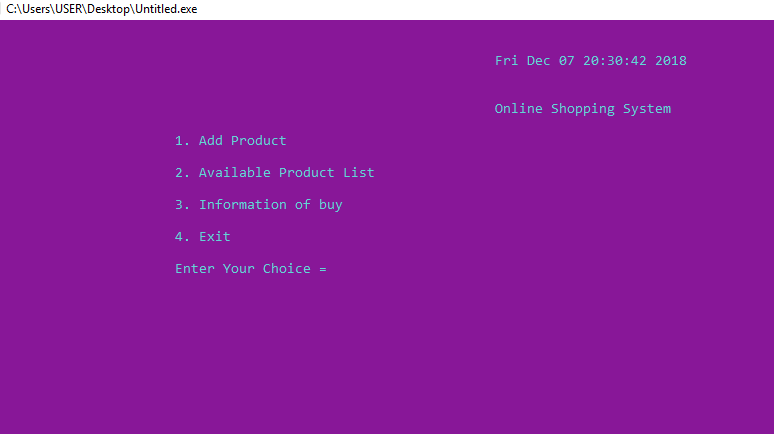 C:\Users\USER\Desktop\Untitled.exe
Fri Dec 07 20:30:42 2018
Online Shopping System
1. Add Product
2. Available Product List
3. Information of buy
4. Exit
Enter Your Choice =